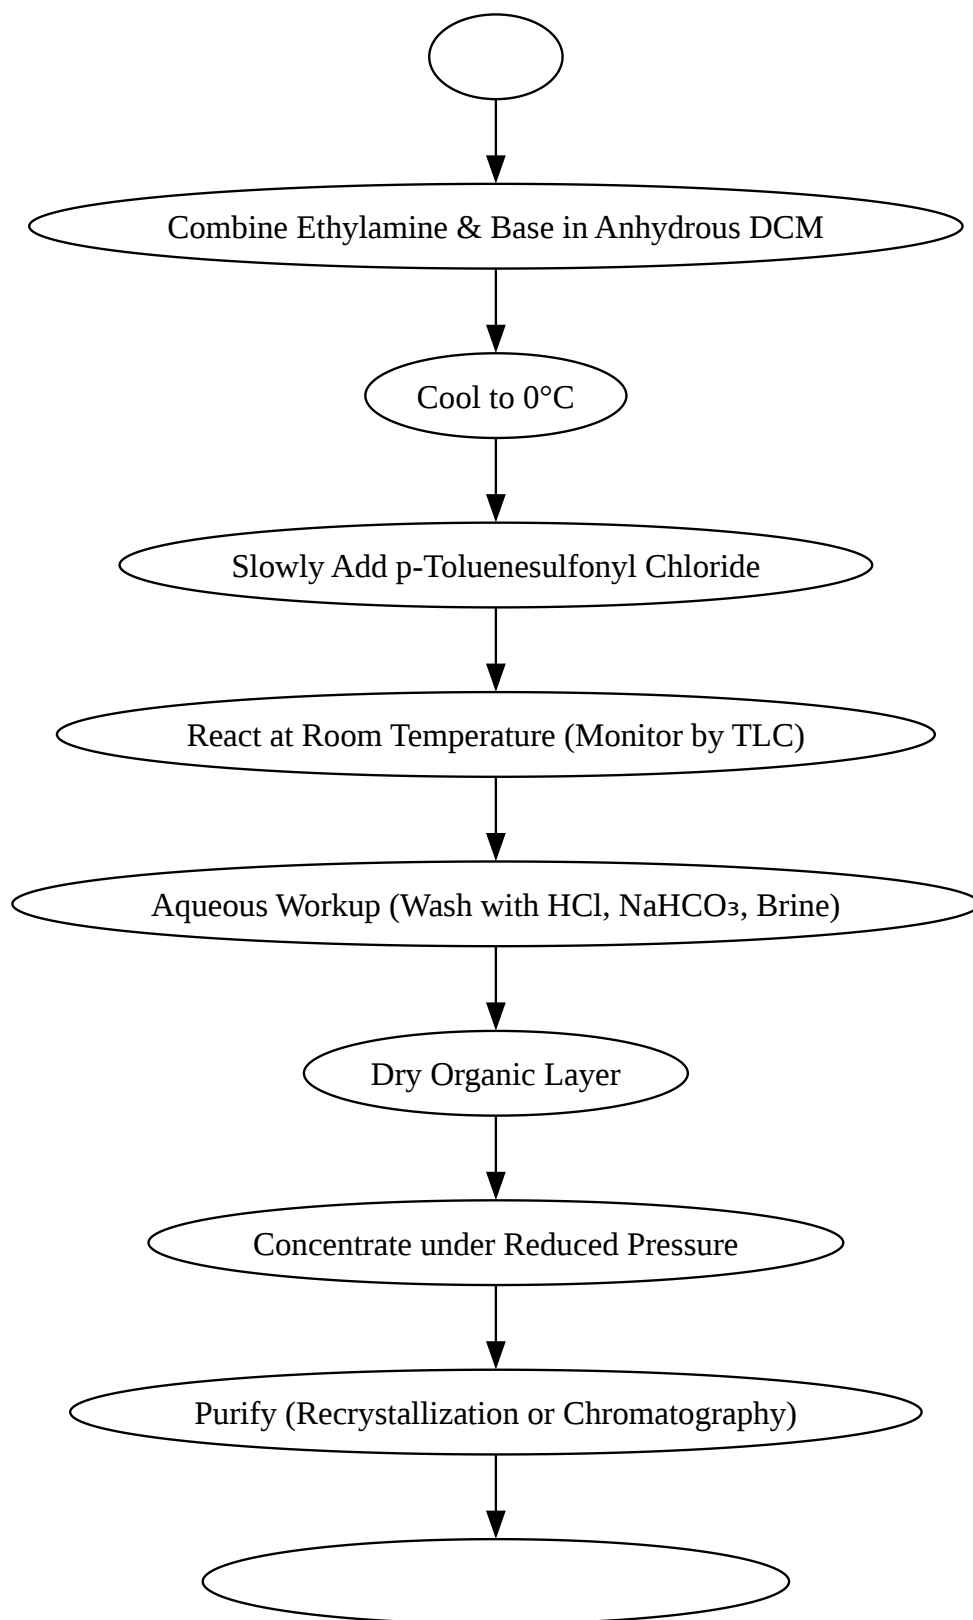 Combine Ethylamine & Base in Anhydrous DCM
Cool to 0°C
Slowly Add p-Toluenesulfonyl Chloride
React at Room Temperature (Monitor by TLC)
Aqueous Workup (Wash with HCl, NaHCO₃, Brine)
Dry Organic Layer
Concentrate under Reduced Pressure
Purify (Recrystallization or Chromatography)